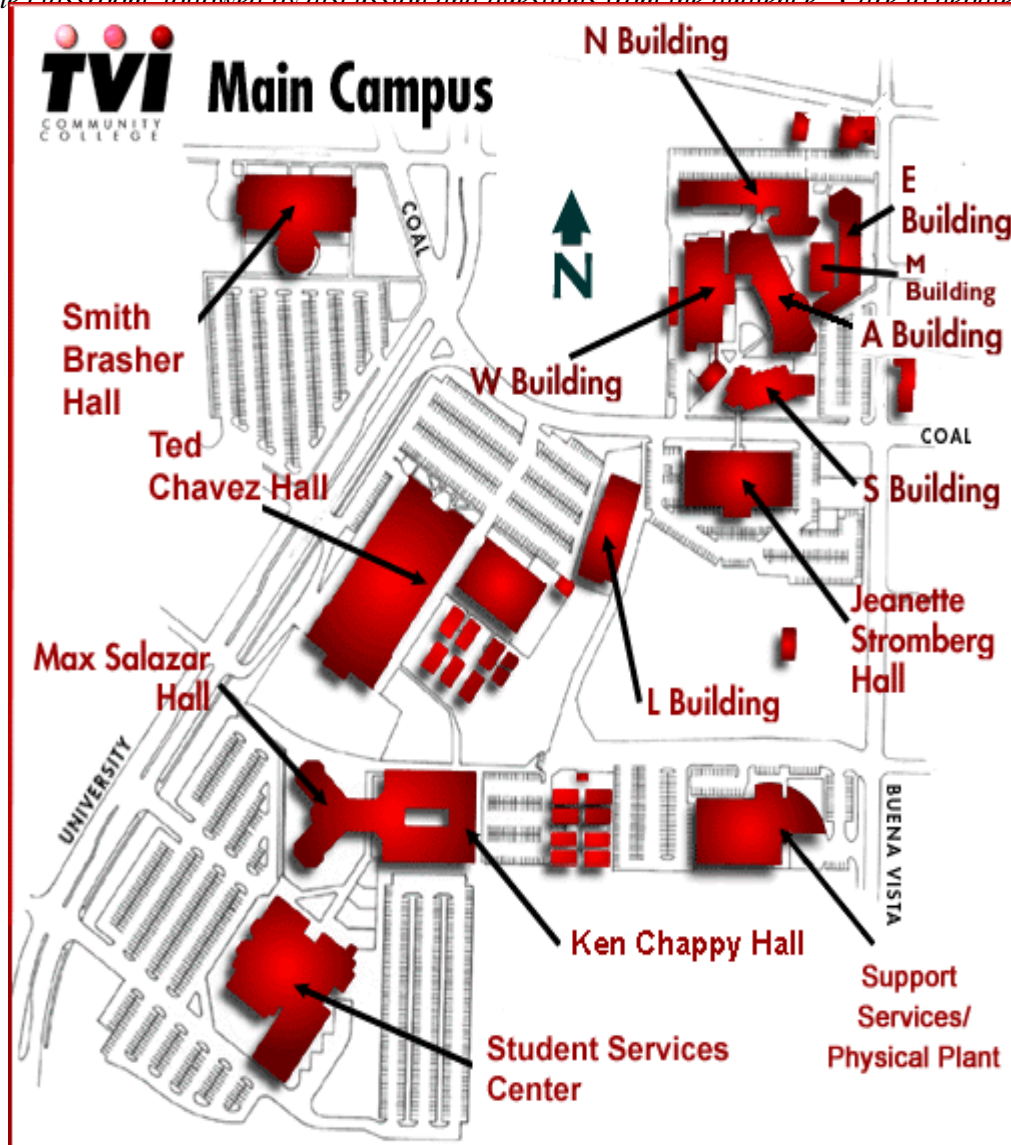 TVI
COMMUNITY
COLLEGE
Main Campus
N Building
E
Building
M
Building
A Building
COAL
N
Smith
Brasher
Hall
W Building
COAL
Ted
Chavez Hall
S Building
Jeanette
Stromberg
Hall
Max Salazar
Hall
L Building
UNIVERSITY
BUENA VISTA
Ken Chappy Hall
Support
Services/
Physical Plant
Student Services
Center